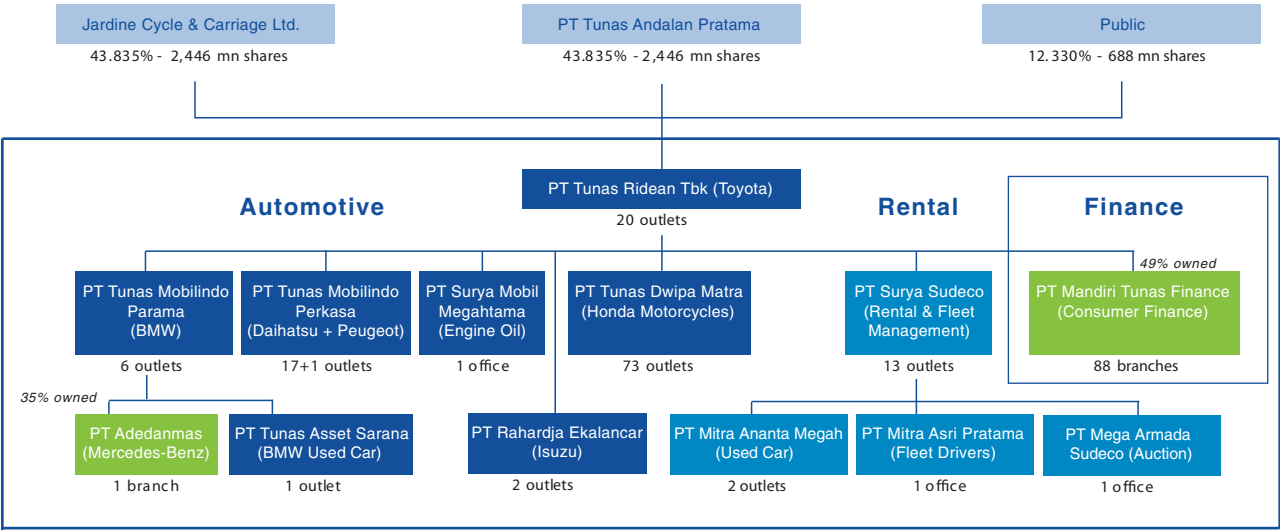 Jardine Cycle & Carriage Ltd.
43.835% - 2,446 mn shares
PT Tunas Andalan Pratama
43.835% - 2,446 mn shares
Public
12.330% - 688 mn shares
PT Tunas Ridean Tbk (Toyota)
20 outlets
Automotive
Rental
Finance
PT Tunas Mobilindo
Parama
(BMW)
6 outlets
PT Tunas Mobilindo
Perkasa
(Daihatsu + Peugeot)
17+1 outlets
PT Surya Mobil
Megahtama
(Engine Oil)
1 office
PT Tunas Dwipa Matra
(Honda Motorcycles)
73 outlets
PT Surya Sudeco
(Rental & Fleet
Management)
13 outlets
49% owned
PT Mandiri Tunas Finance
(Consumer Finance)
88 branches
35% owned
PT Adedanmas
(Mercedes-Benz)
1 branch
PT Tunas Asset Sarana
(BMW Used Car)
1 outlet
PT Rahardja Ekalancar
(Isuzu)
2 outlets
PT Mitra Ananta Megah
(Used Car)
2 outlets
PT Mitra Asri Pratama
(Fleet Drivers)
1 office
PT Mega Armada
Sudeco (Auction)
1 office